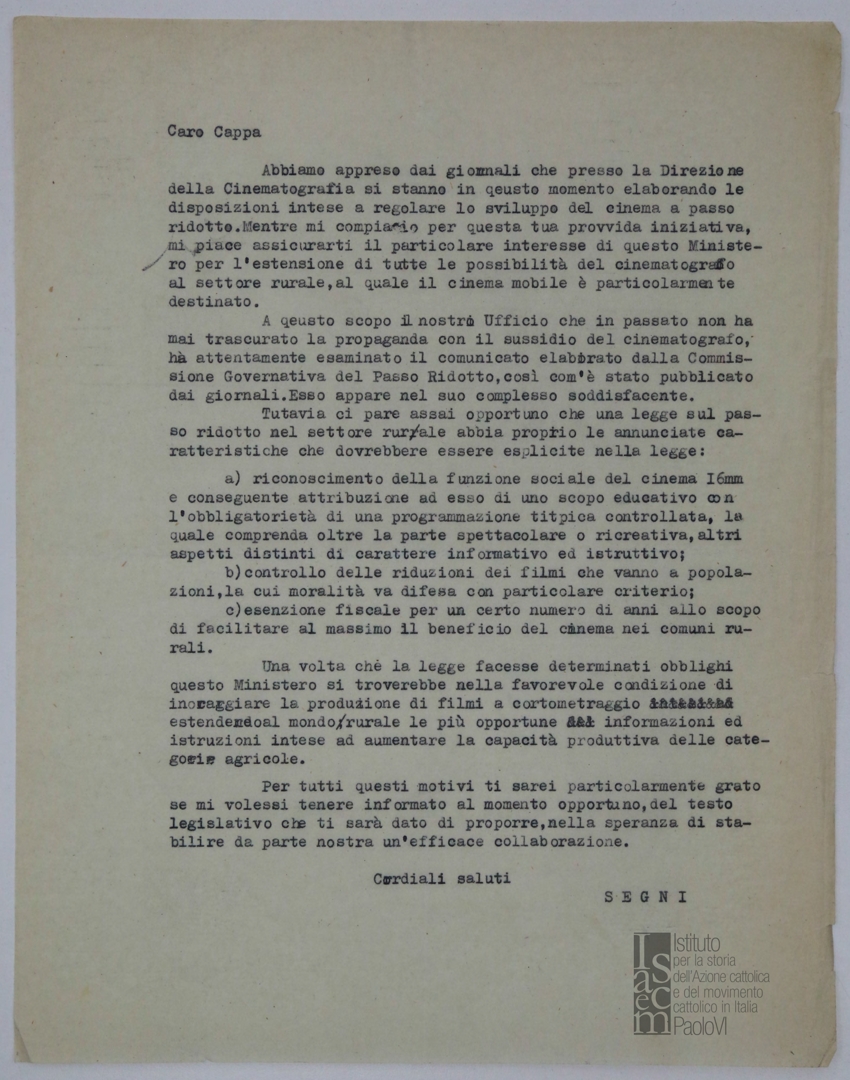 Caro Cappa
Abbiamo appreso dai giornali che presso la Direzione
della Cinematografia si stanno in qeusto momento elaborando le
disposizioni intese a regolare lo sviluppo del cinema a passo
ridotto.Mentre mi compiaccio per questa tua provvida iniziativa,
mi piace assicurarti il particolare interesse di questo Ministe-
ro per l'estensione di tutte le possibilità del cinematografo
al settore rurale,al quale il cinema mobile è particolarmente
destinato.
A qeusto scopo il nostro Ufficio che in passato non ha
mai trascurato la propaganda con il sussidio del cinematografo,
ha attentamente esaminato il comunicato elaborato dalla Commis-
sione Governativa del Passo Ridotto,così com'è stato pubblicato
dai giornali.Esso appare nel suo complesso soddisfacente.
Tutavia ci pare assai opportuno che una legge sul pas-
so ridotto nel settore rurale abbia proprio le annunciate ca-
ratteristiche che dovrebbere essere esplicite nella legge:
a) riconoscimento della funzione sociale del cinema I6mm
e conseguente attribuzione ad esso di uno scopo educativo con
l'obbligatorietà di una programmazione titpica controllata, la
quale comprenda oltre la parte spettacolare o ricreativa,altri
aspetti distinti di carattere informativo ed istruttivo;
b)controllo delle riduzioni dei filmi che vanno a popola-
zioni,la cui moralità va difesa con particolare criterio;
c)esenzione fiscale per un certo numero di anni allo scopo
di facilitare al massimo il beneficio del cinema nei comuni ru-
rali.
Una volta chè la legge facesse determinati obblighi
questo Ministero si troverebbe nella favorevole condizione di
incoraggiare la produzione di filmi a cortometraggio
estendendoal mondo/rurale le più opportune informazioni ed
istruzioni intese ad aumentare la capacità produttiva delle cate-
gorie agricole.
Per tutti questi motivi ti sarei particolarmente grato
se mi volessi tenere informato al momento opportuno,del testo
legislativo che ti sarà dato di proporre,nella speranza di sta-
bilire da parte nostra un'efficace collaborazione.
Cordiali saluti
S E G N I
Isacem
Istituto
per la storia
dell'Azione cattolica
e del movimento
cattolico in Italia
PaoloVI